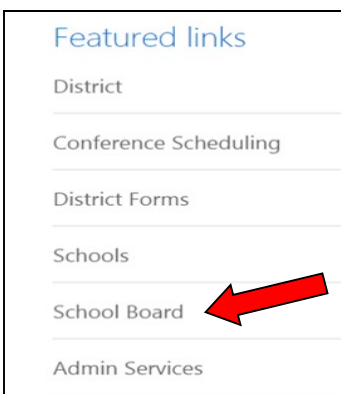 Featured links
District
Conference Scheduling
District Forms
Schools
School Board
Admin Services